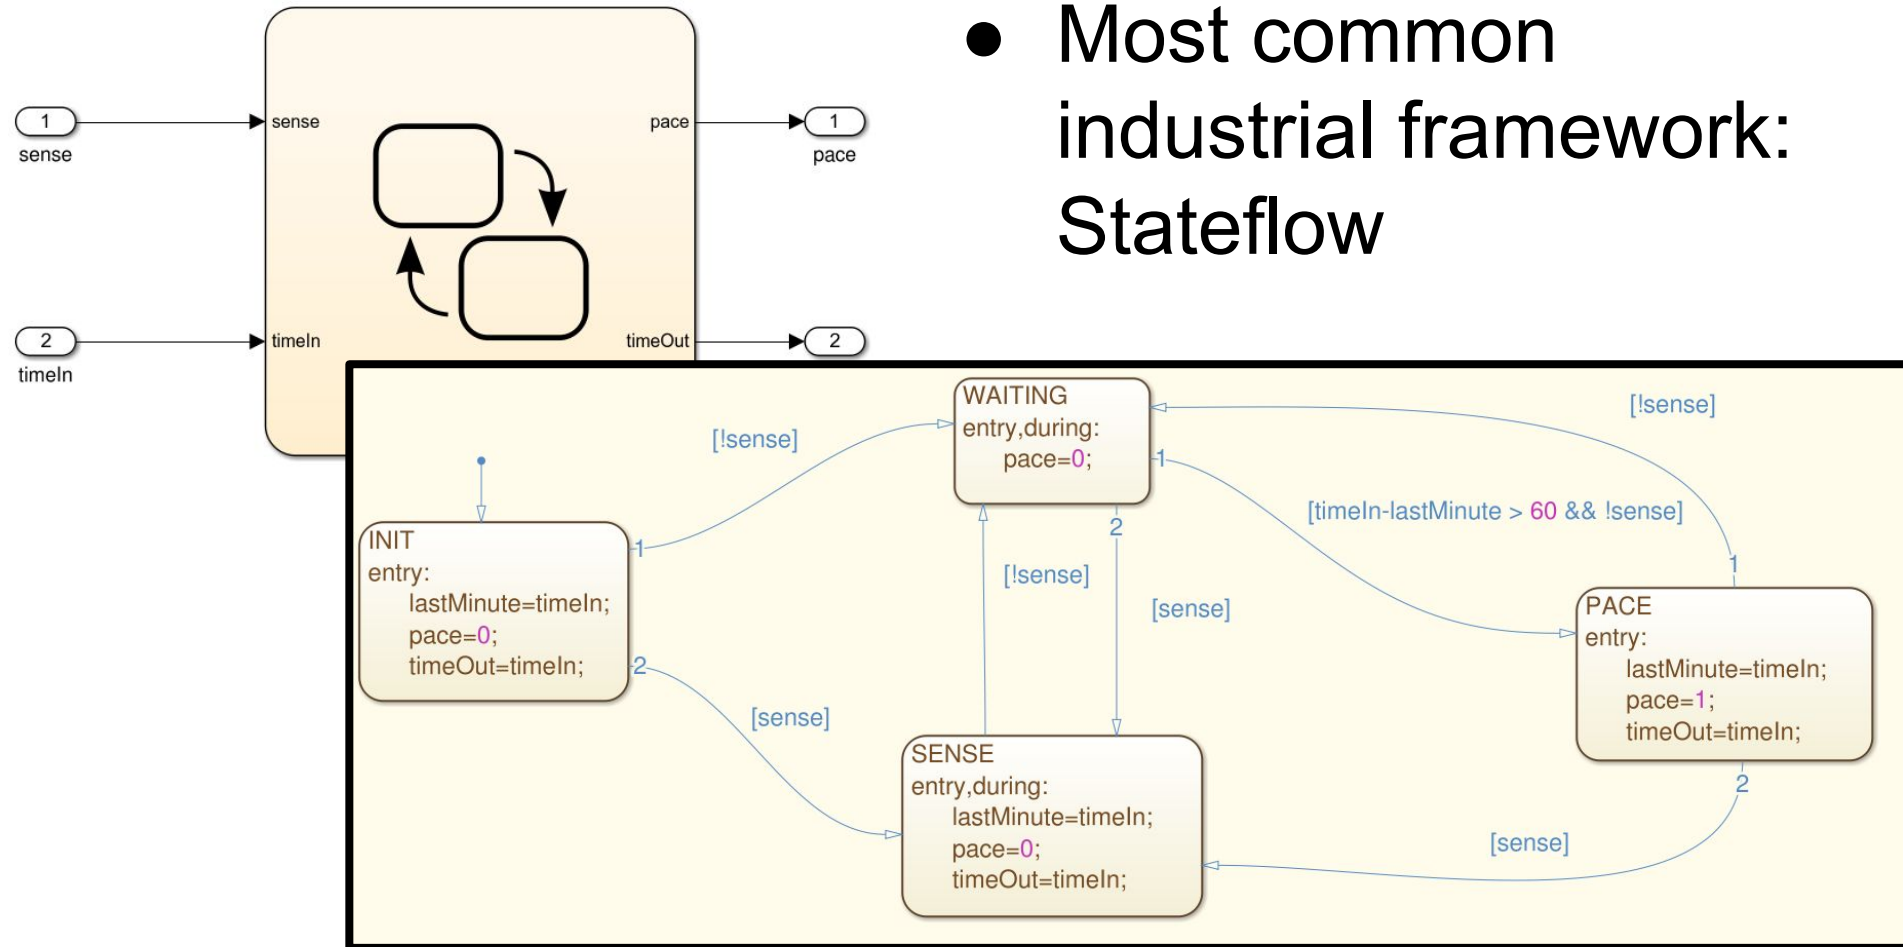 ● Most common
industrial framework:
Stateflow
1
sense
2
timeIn
sense
pace
timeIn
timeOut
1
pace
2
WAITING
entry,during:
pace=0;
[!sense]
[!sense]
1
[timeIn-lastMinute > 60 && !sense]
2
INIT
entry:
lastMinute=timeIn;
pace=0;
timeOut=timeIn;
1
2
[!sense]
[sense]
[sense]
1
PACE
entry:
lastMinute=timeIn;
pace=1;
timeOut=timeIn;
2
SENSE
entry,during:
lastMinute=timeIn;
pace=0;
timeOut=timeIn;
[sense]